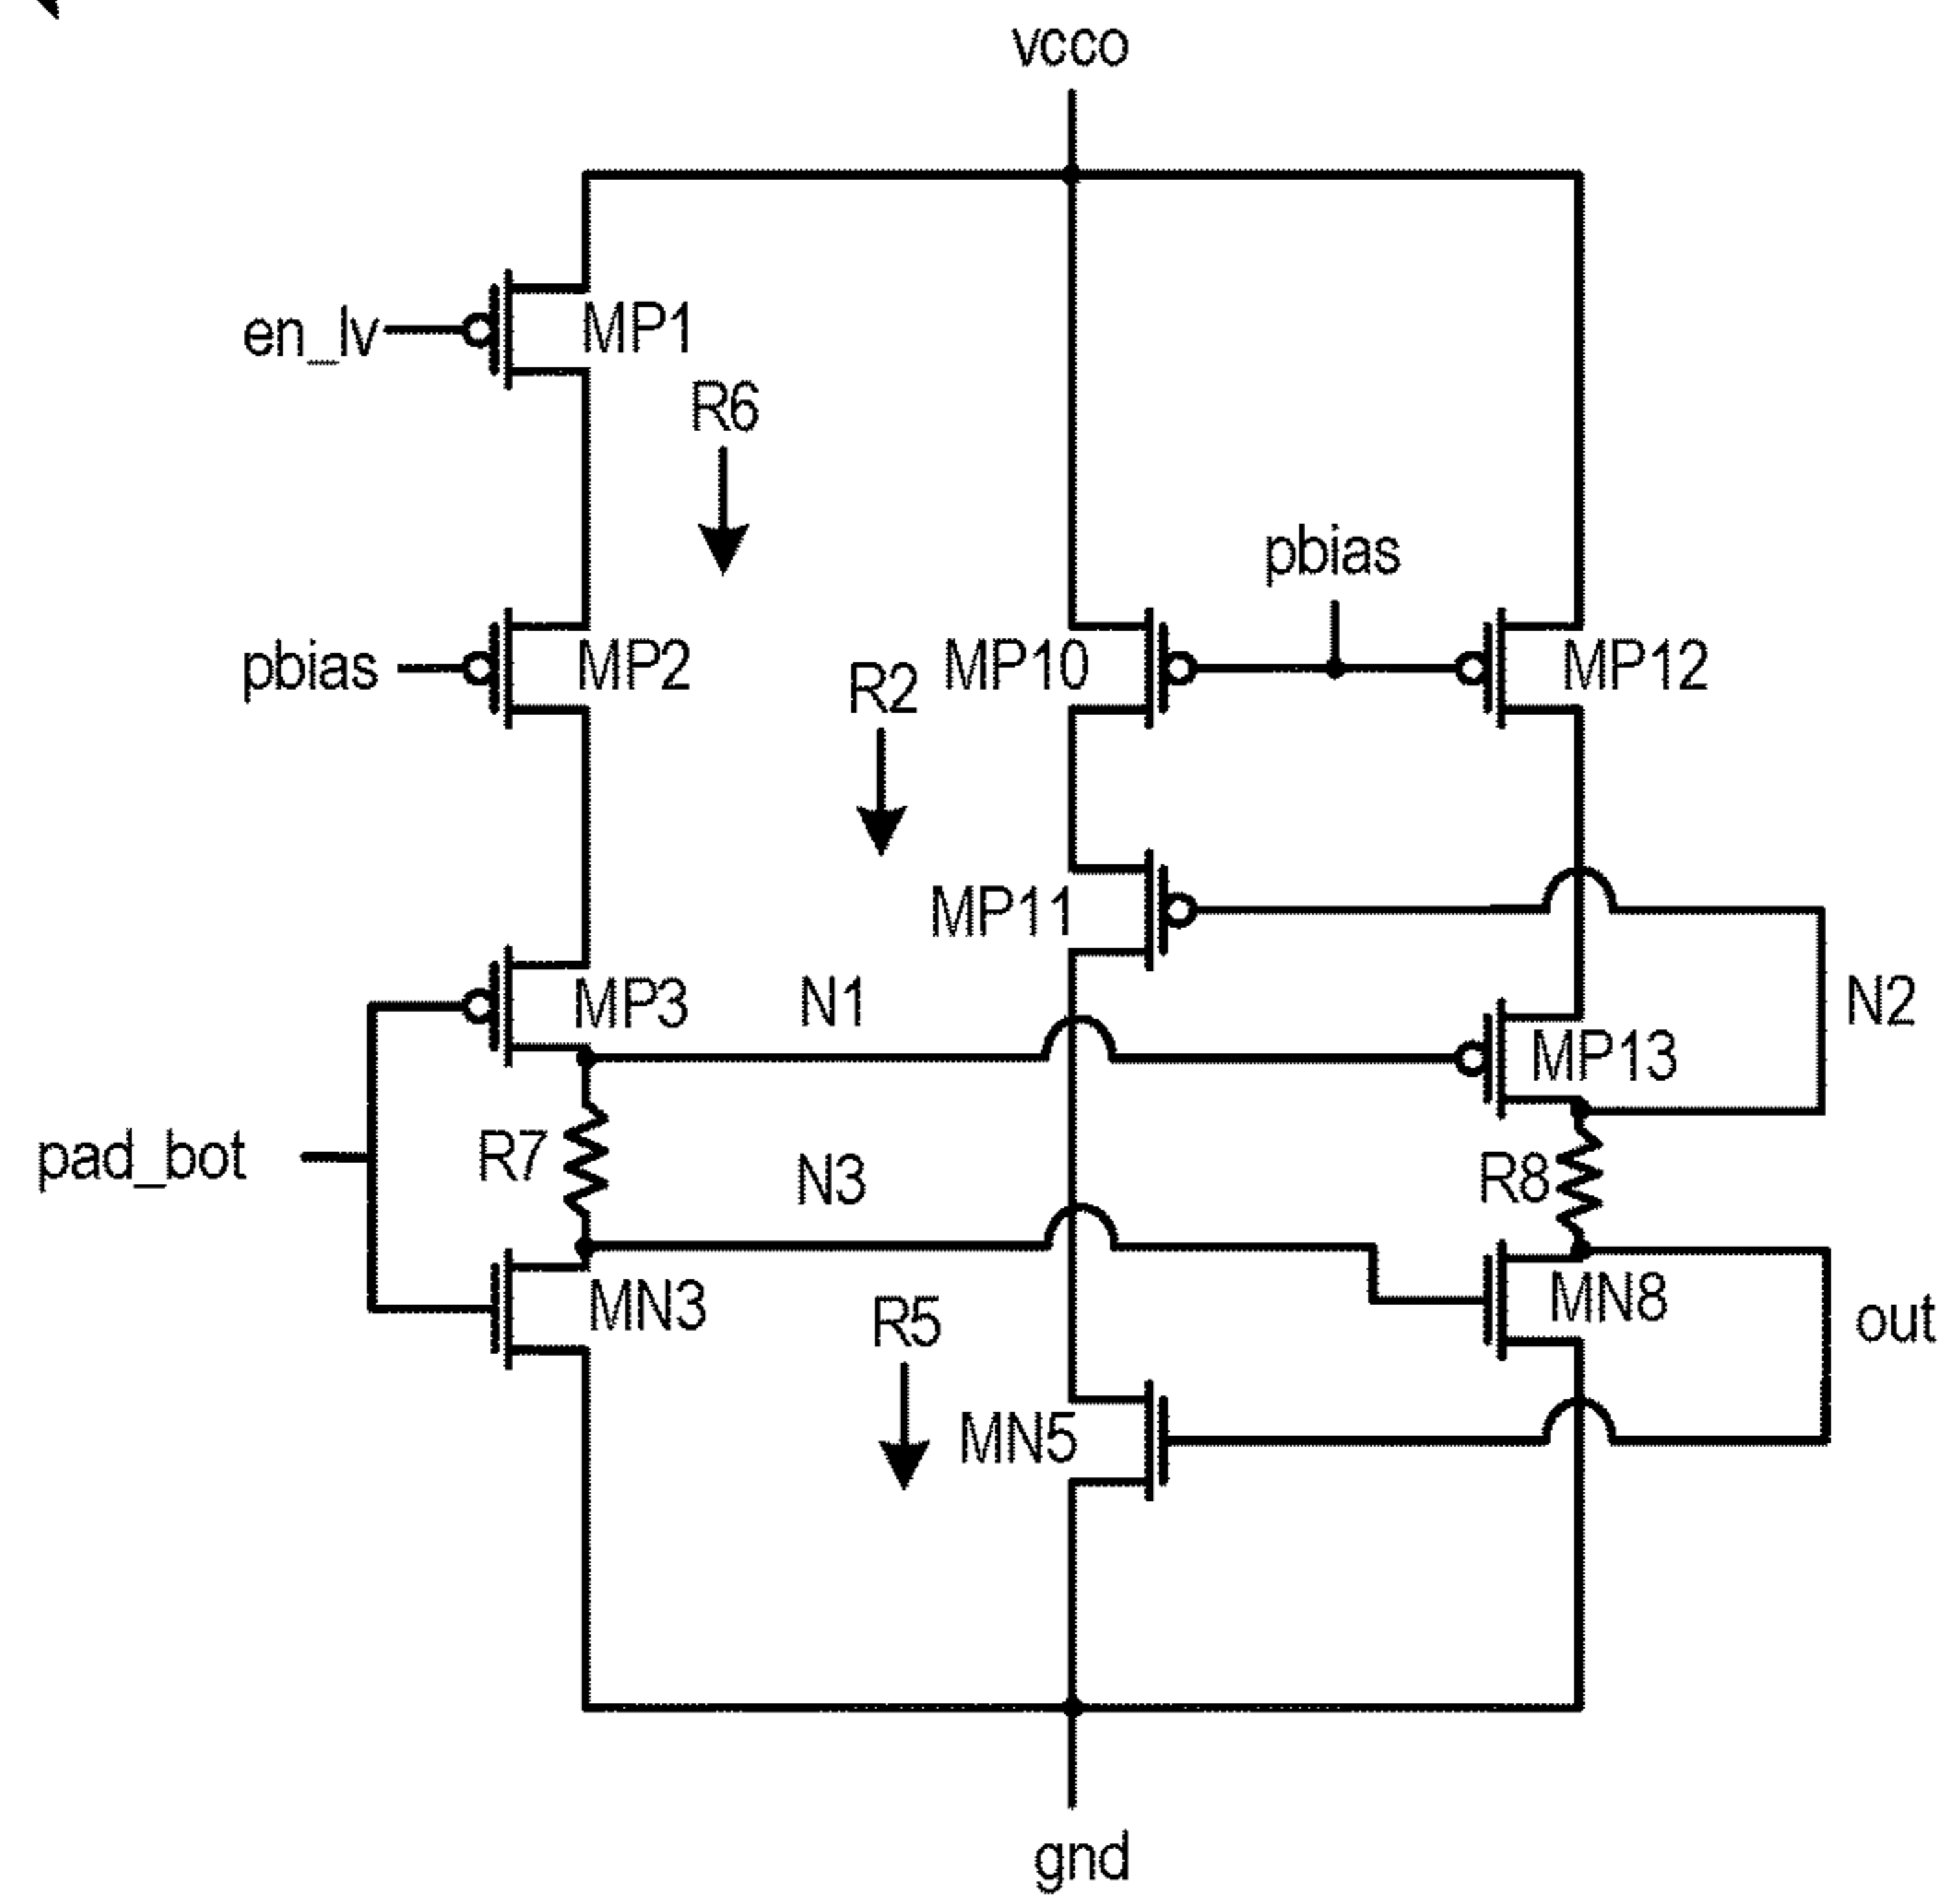 vcco
en_lv
MP1
R6
pbias
pbias
MP2
R2
MP10
MP12
MP11
MP3
N1
N2
MP13
pad_bot
R7
N3
R8
MN3
R5
MN8
out
MN5
gnd